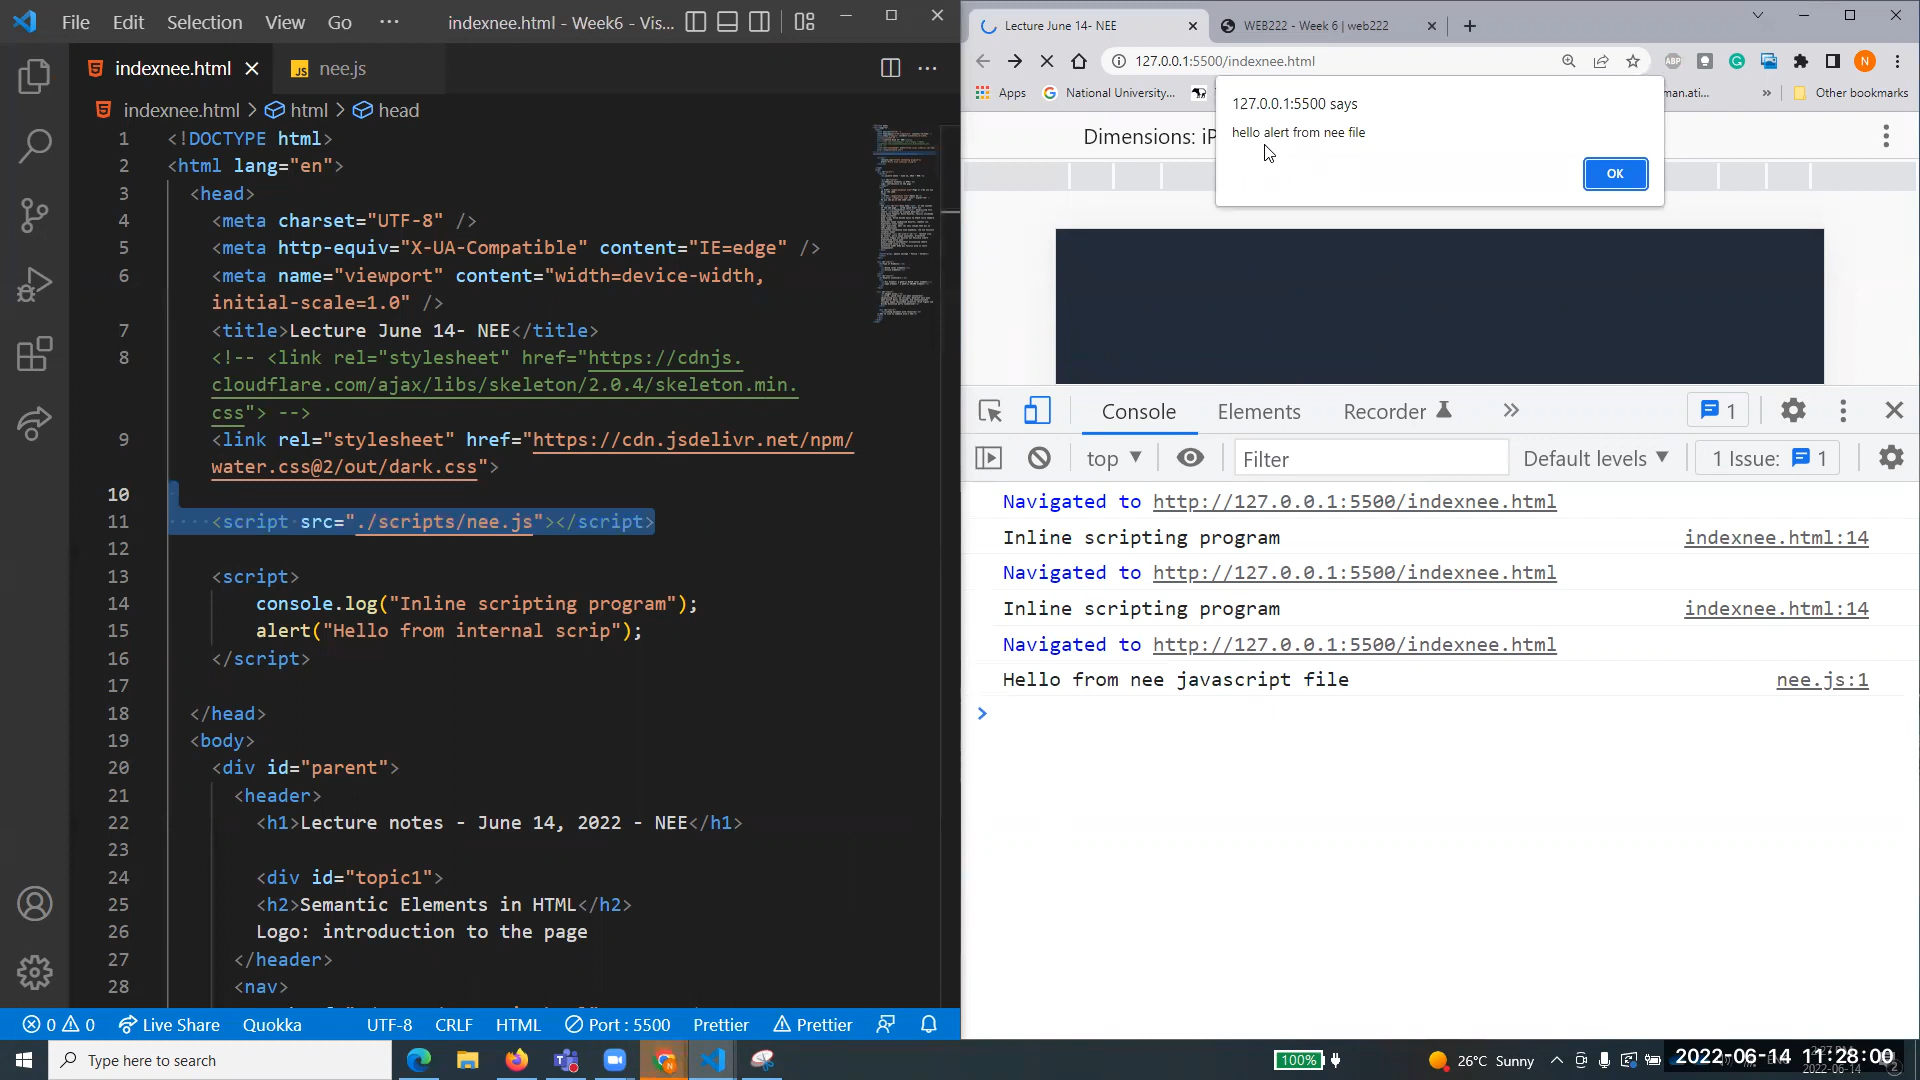 File Edit Selection View Go ··· indexnee.html - Week6 - Vis...
indexnee.html nee.js
indexnee.html > html > head
1 <!DOCTYPE html>
2 <html lang="en">
3 <head>
4 <meta charset="UTF-8" />
5 <meta http-equiv="X-UA-Compatible" content="IE=edge" />
6 <meta name="viewport" content="width=device-width,
initial-scale=1.0" />
7 <title>Lecture June 14- NEE</title>
8 <!-- <link rel="stylesheet" href="https://cdnjs.
cloudflare.com/ajax/libs/skeleton/2.0.4/skeleton.min.
css"> -->
9 <link rel="stylesheet" href="https://cdn.jsdelivr.net/npm/
water.css@2/out/dark.css">
10
11 <script src="./scripts/nee.js"></script>
12
13 <script>
14 console.log("Inline scripting program");
15 alert("Hello from internal scrip");
16 </script>
17
18 </head>
19 <body>
20 <div id="parent">
21 <header>
22 <h1>Lecture notes - June 14, 2022 - NEE</h1>
23
24 <div id="topic1">
25 <h2>Semantic Elements in HTML</h2>
26 Logo: introduction to the page
27 </header>
28 <nav>
0 0 Live Share Quokka UTF-8 CRLF HTML Port : 5500 Prettier Prettier
Lecture June 14- NEE WEB222 - Week 6 | web222
127.0.0.1:5500/indexnee.html ABP N
Apps National University... man.ati... » Other bookmarks
127.0.0.1:5500 says
hello alert from nee file
OK
Dimensions: iP
Console Elements Recorder 1
top Filter Default levels 1 Issue: 1
Navigated to http://127.0.0.1:5500/indexnee.html
Inline scripting program indexnee.html:14
Navigated to http://127.0.0.1:5500/indexnee.html
Inline scripting program indexnee.html:14
Navigated to http://127.0.0.1:5500/indexnee.html
Hello from nee javascript file nee.js:1
>
Type here to search 100% 26°C Sunny 2022-06-14 11:28:00
2022-06-14